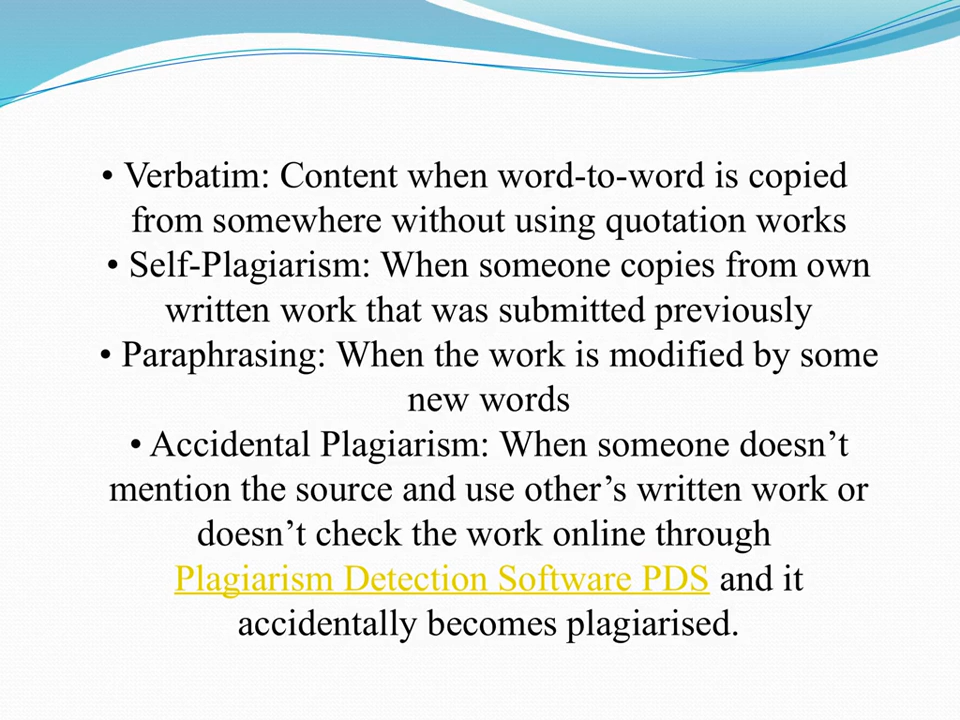 • Verbatim: Content when word-to-word is copied
from somewhere without using quotation works
• Self-Plagiarism: When someone copies from own
written work that was submitted previously
• Paraphrasing: When the work is modified by some
new words
• Accidental Plagiarism: When someone doesn’t
mention the source and use other’s written work or
doesn’t check the work online through
Plagiarism Detection Software PDS and it
accidentally becomes plagiarised.